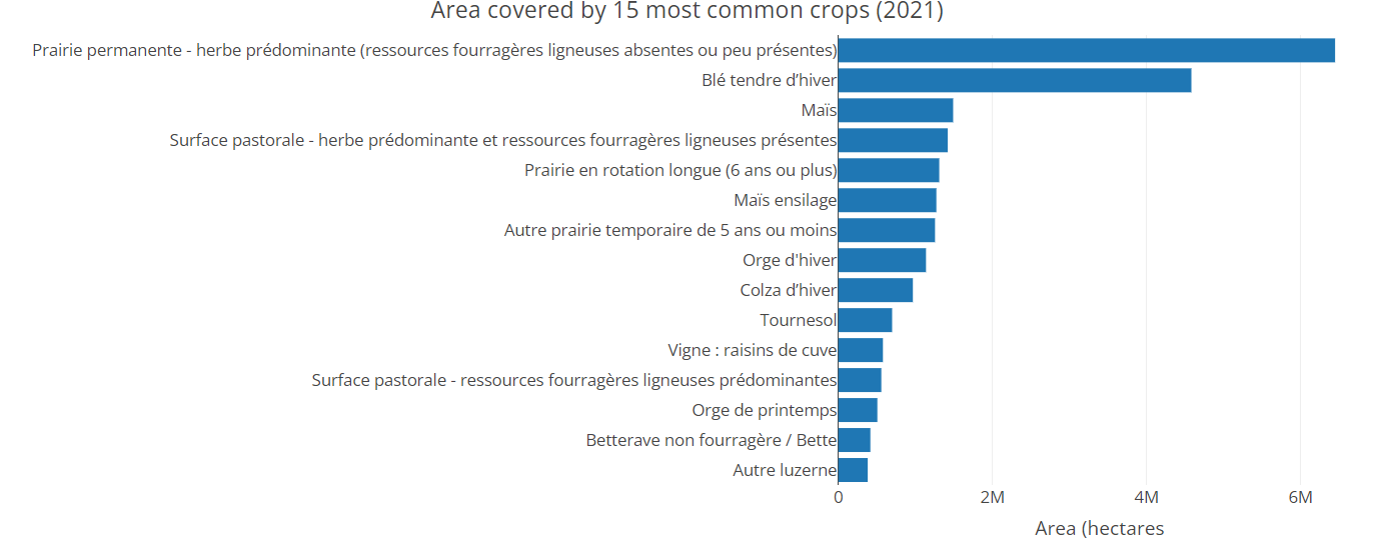 Area covered by 15 most common crops (2021)
Prairie permanente - herbe prédominante (ressources fourragères ligneuses absentes ou peu présentes)
Blé tendre d’hiver
Maïs
Surface pastorale - herbe prédominante et ressources fourragères ligneuses présentes
Prairie en rotation longue (6 ans ou plus)
Maïs ensilage
Autre prairie temporaire de 5 ans ou moins
Orge d'hiver
Colza d’hiver
Tournesol
Vigne : raisins de cuve
Surface pastorale - ressources fourragères ligneuses prédominantes
Orge de printemps
Betterave non fourragère / Bette
Autre luzerne
0 2M 4M 6M
Area (hectares